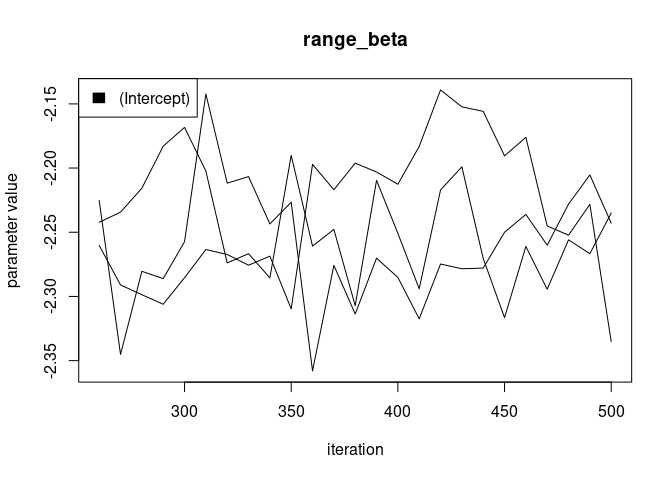 range_beta
(Intercept)
parameter value
-2.15
-2.20
-2.25
-2.30
-2.35
300 350 400 450 500
iteration